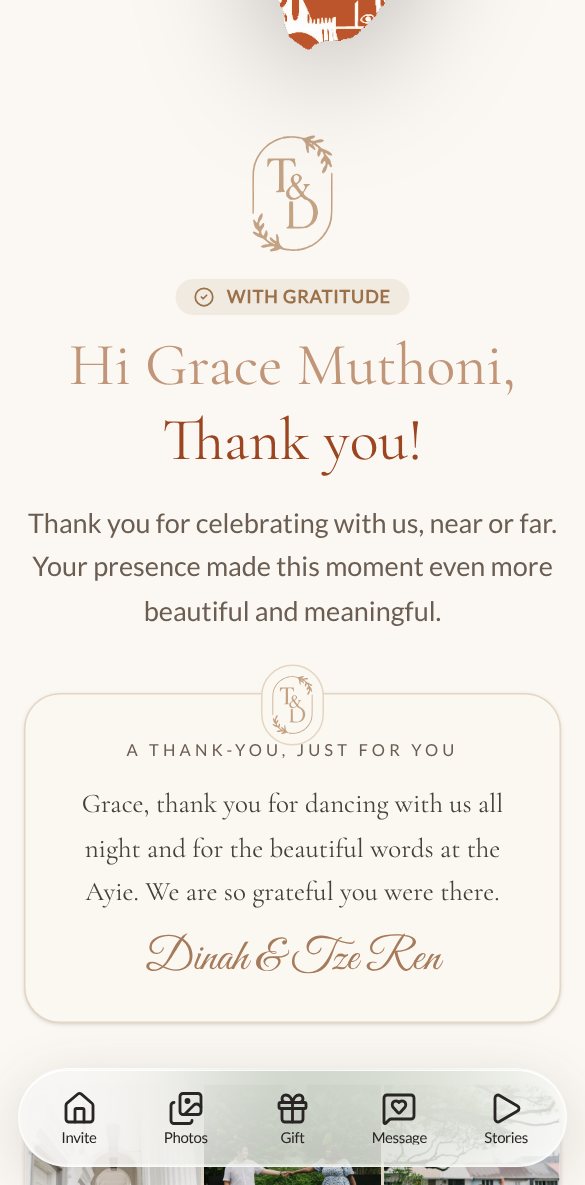 T&D
WITH GRATITUDE
Hi Grace Muthoni,
Thank you!
Thank you for celebrating with us, near or far.
Your presence made this moment even more
beautiful and meaningful.
T&D
A THANK-YOU, JUST FOR YOU
Grace, thank you for dancing with us all
night and for the beautiful words at the
Ayie. We are so grateful you were there.
Dinah & Tze Ren
Invite Photos Gift Message Stories